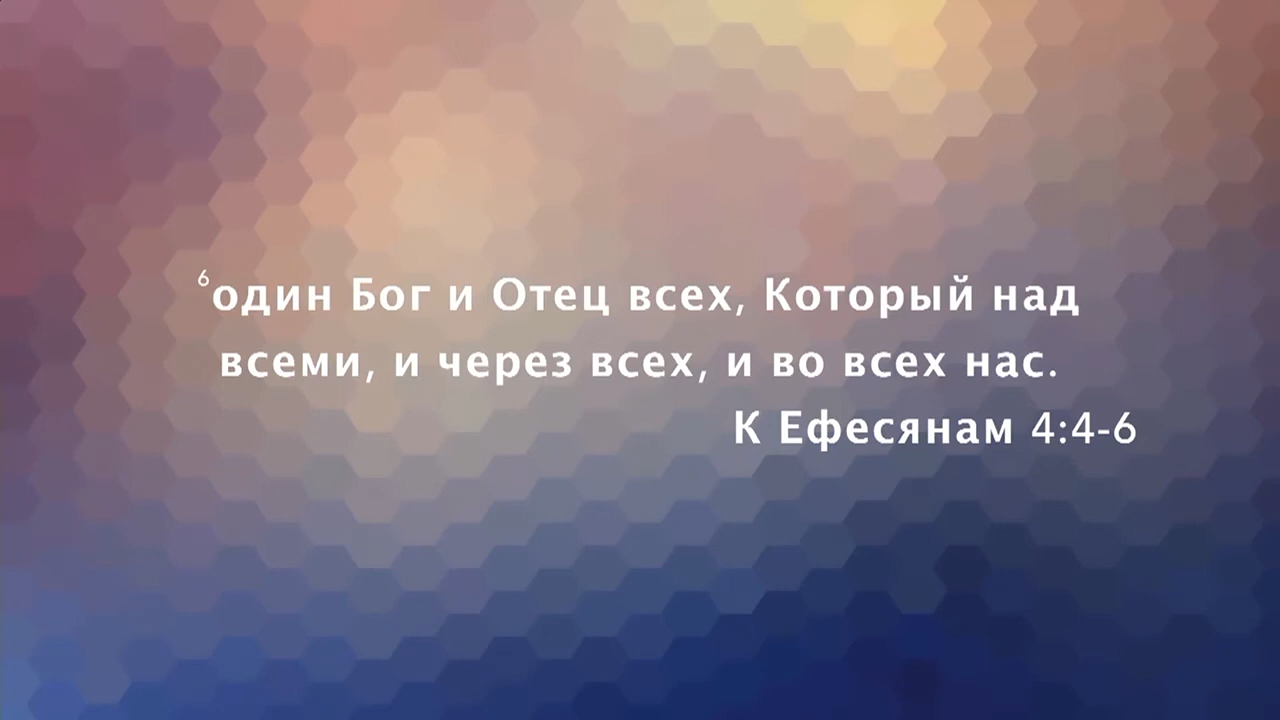 ⁶один Бог и Отец всех, Который над
всеми, и через всех, и во всех нас.
К Ефесянам 4:4-6